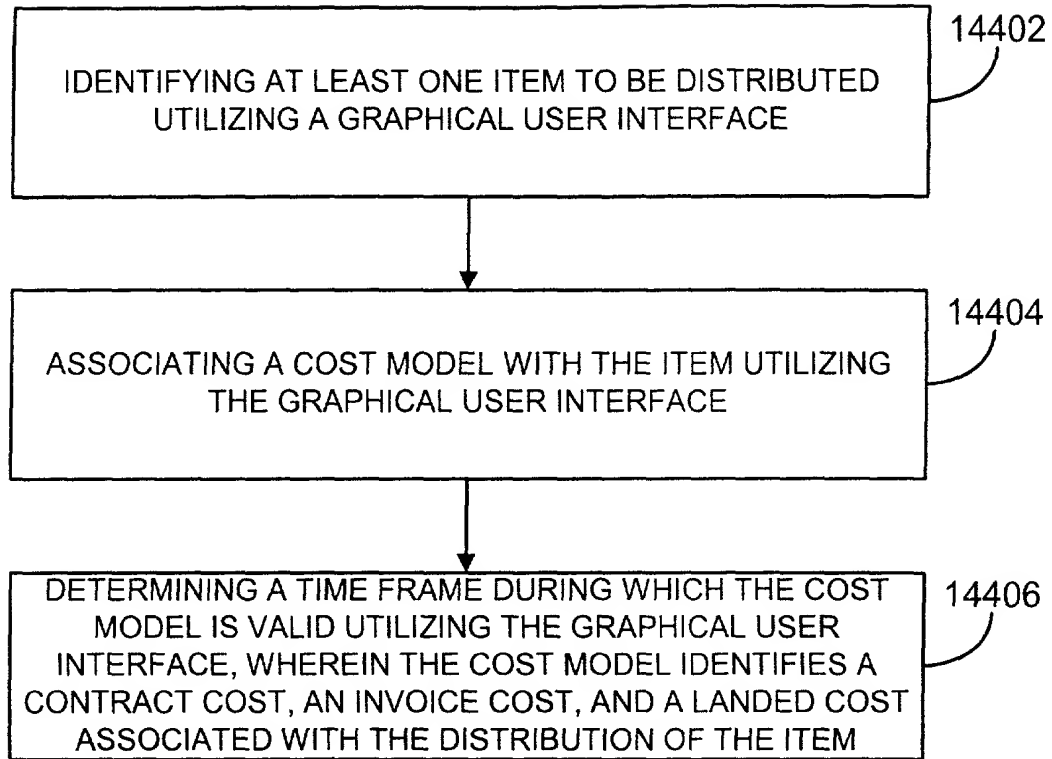 14402
IDENTIFYING AT LEAST ONE ITEM TO BE DISTRIBUTED
UTILIZING A GRAPHICAL USER INTERFACE
14404
ASSOCIATING A COST MODEL WITH THE ITEM UTILIZING
THE GRAPHICAL USER INTERFACE
14406
DETERMINING A TIME FRAME DURING WHICH THE COST
MODEL IS VALID UTILIZING THE GRAPHICAL USER
INTERFACE, WHEREIN THE COST MODEL IDENTIFIES A
CONTRACT COST, AN INVOICE COST, AND A LANDED COST
ASSOCIATED WITH THE DISTRIBUTION OF THE ITEM